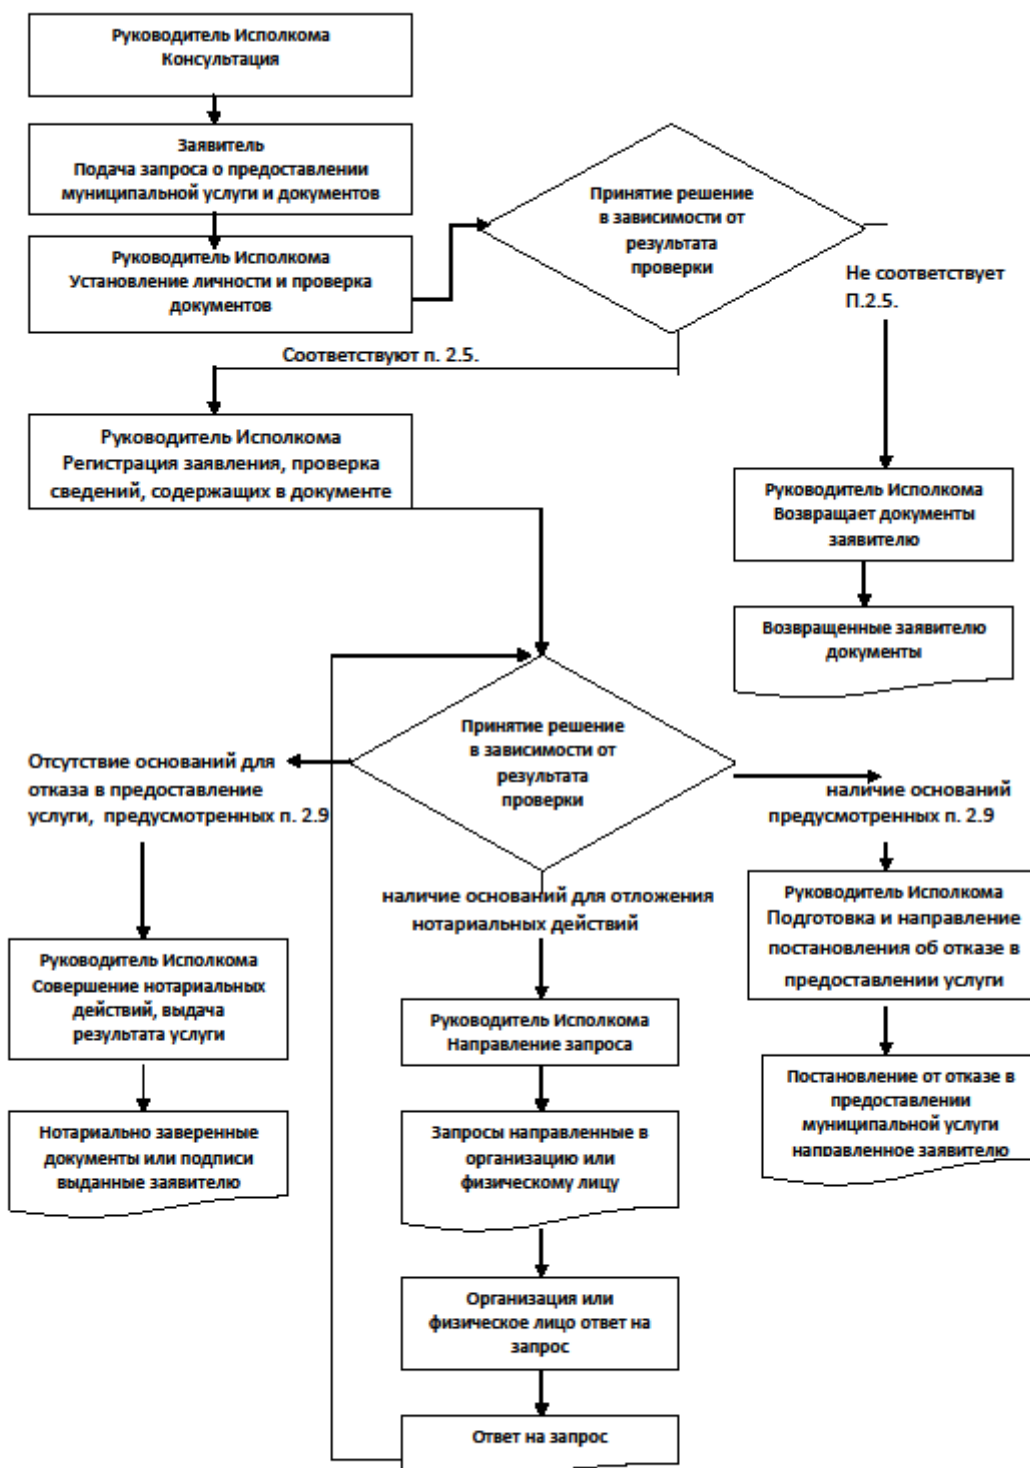 Руководитель Исполкома
Консультация
Заявитель
Подача запроса о предоставлении
муниципальной услуги и документов
Руководитель Исполкома
Установление личности и проверка
документов
Принятие решение
в зависимости от
результата
проверки
Не соответствует
П.2.5.
Соответствуют п. 2.5.
Руководитель Исполкома
Регистрация заявления, проверка
сведений, содержащих в документе
Руководитель Исполкома
Возвращает документы
заявителю
Возвращенные заявителю
документы
Принятие решение
в зависимости от
результата
проверки
Отсутствие оснований для
отказа в предоставление
услуги, предусмотренных п. 2.9
наличие оснований
предусмотренных п. 2.9
наличие оснований для отложения
нотариальных действий
Руководитель Исполкома
Подготовка и направление
постановления об отказе в
предоставлении услуги
Руководитель Исполкома
Совершение нотариальных
действий, выдача
результата услуги
Руководитель Исполкома
Направление запроса
Постановление от отказе в
предоставлении
муниципальной услуги
направленное заявителю
Нотариально заверенные
документы или подписи
выданные заявителю
Запросы направленные в
организацию или
физическому лицу
Организация или
физическое лицо ответ на
запрос
Ответ на запрос